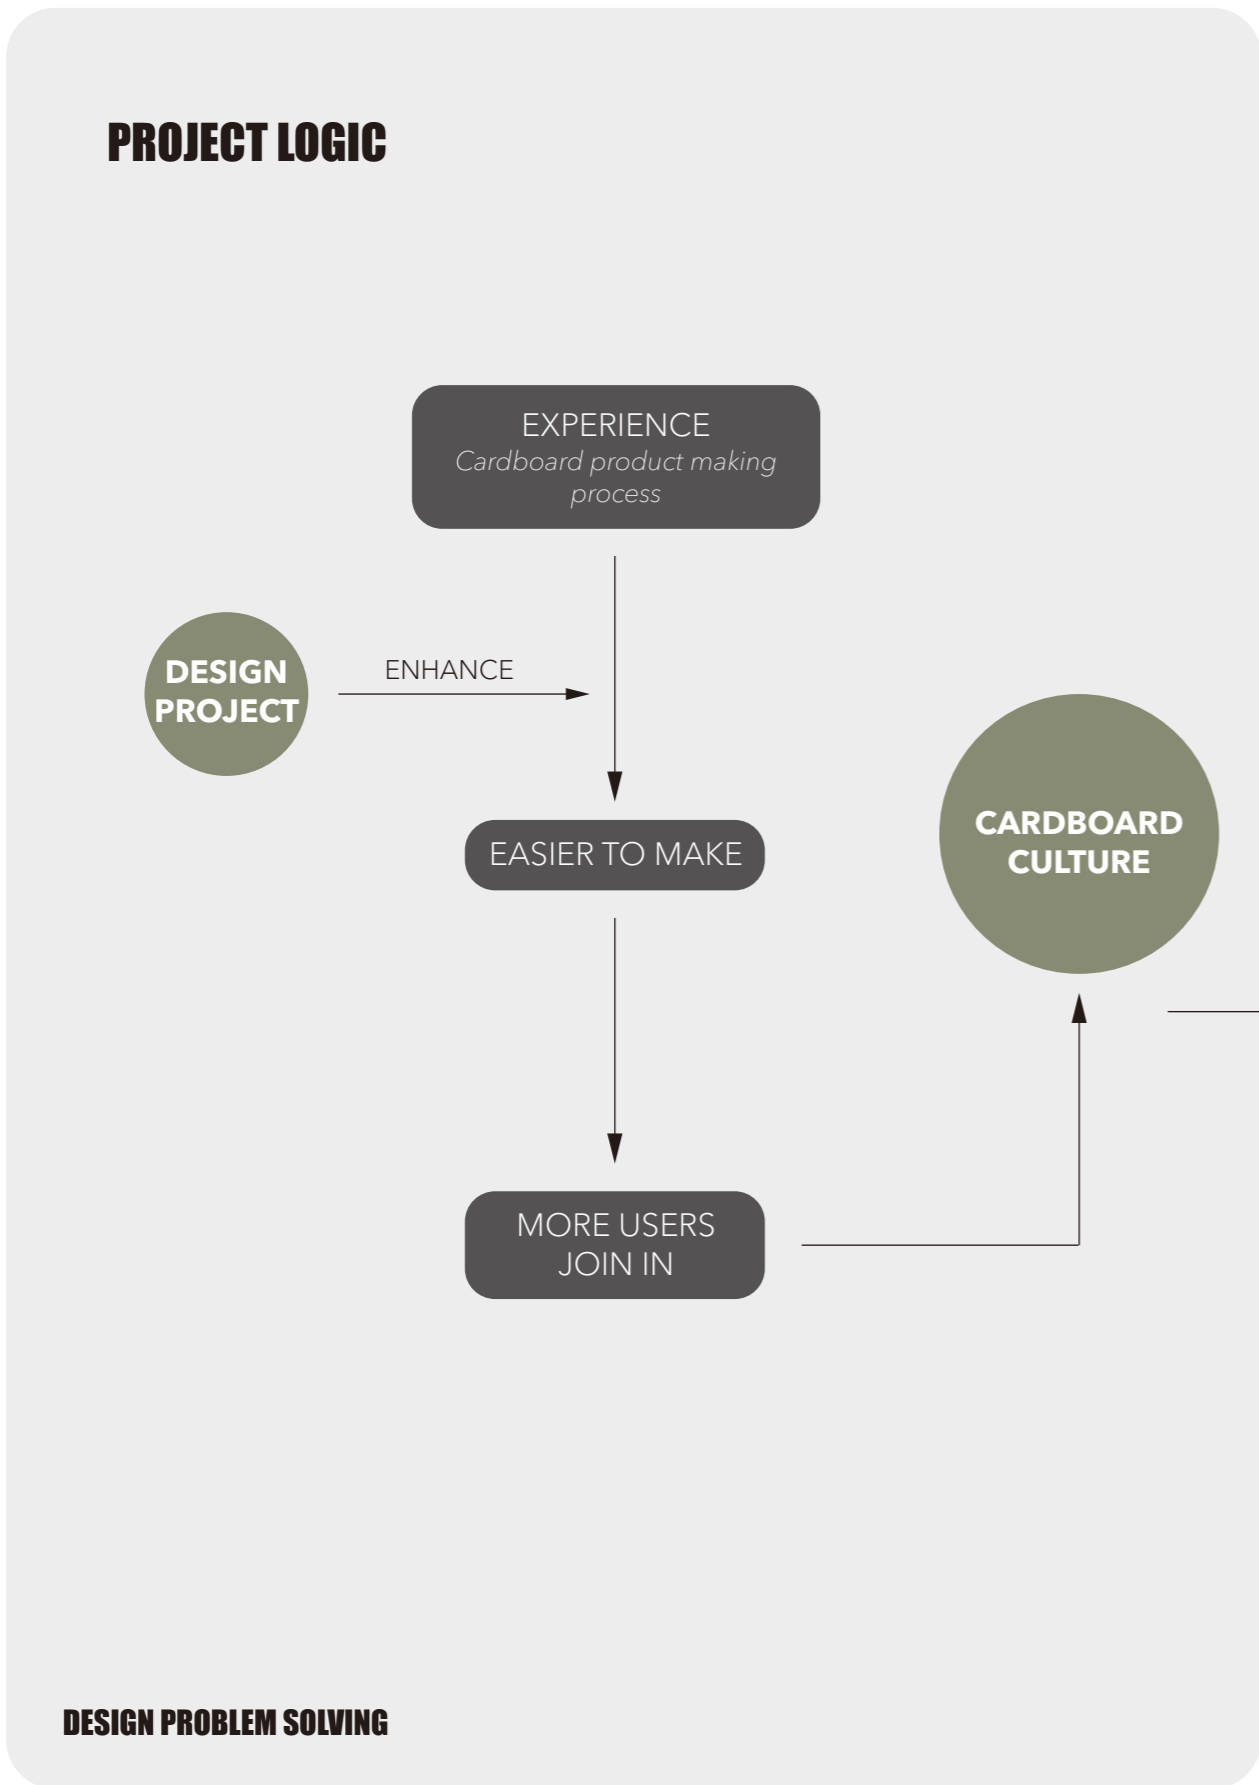 PROJECT LOGIC
EXPERIENCE
Cardboard product making
process
DESIGN
PROJECT
ENHANCE
EASIER TO MAKE
CARDBOARD
CULTURE
MORE USERS
JOIN IN
DESIGN PROBLEM SOLVING